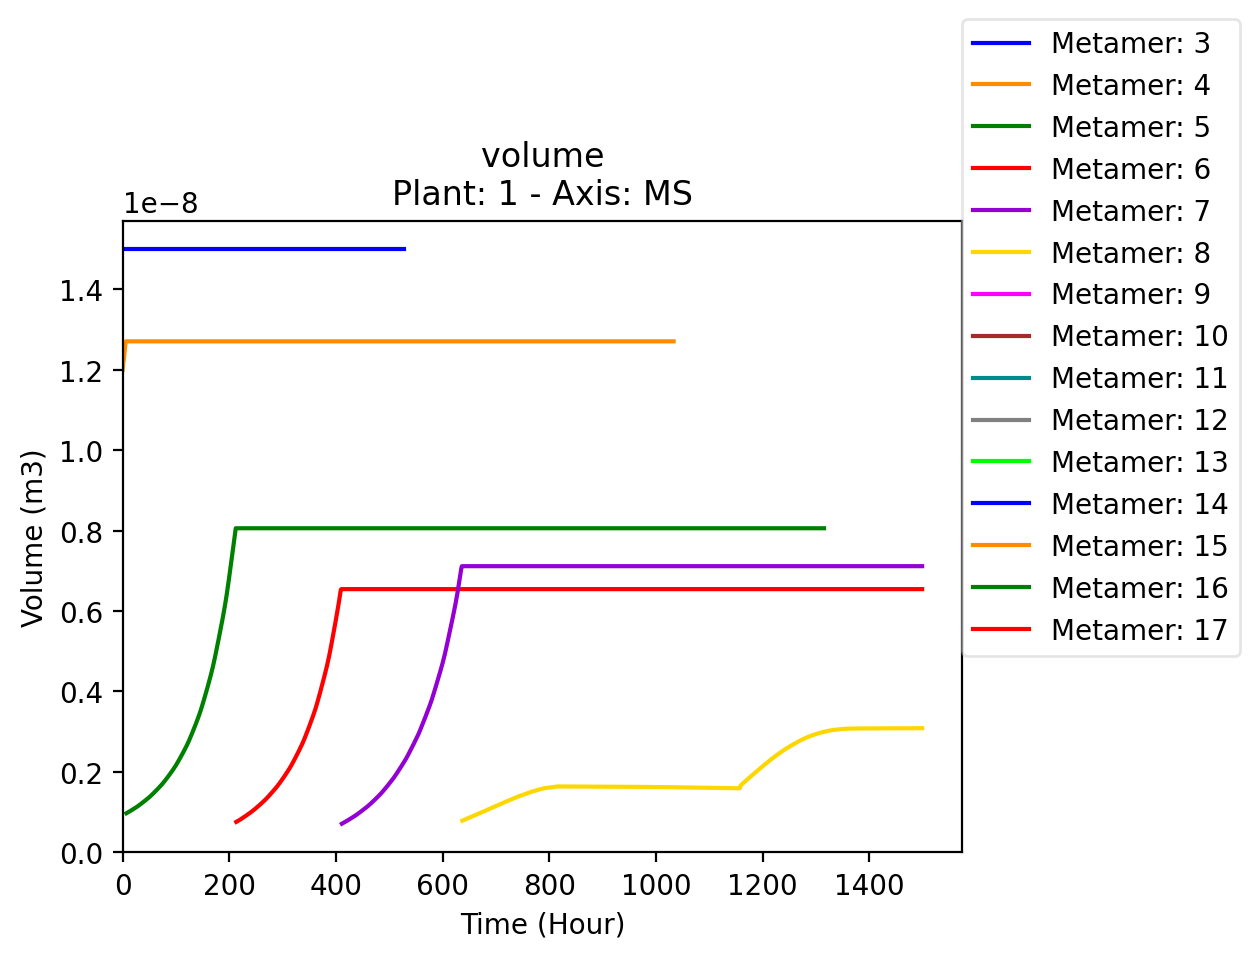 volume
Plant: 1 - Axis: MS
1e−8
1.4
1.2
1.0
0.8
0.6
0.4
0.2
0.0
Volume (m3)
0 200 400 600 800 1000 1200 1400
Time (Hour)
Metamer: 3
Metamer: 4
Metamer: 5
Metamer: 6
Metamer: 7
Metamer: 8
Metamer: 9
Metamer: 10
Metamer: 11
Metamer: 12
Metamer: 13
Metamer: 14
Metamer: 15
Metamer: 16
Metamer: 17